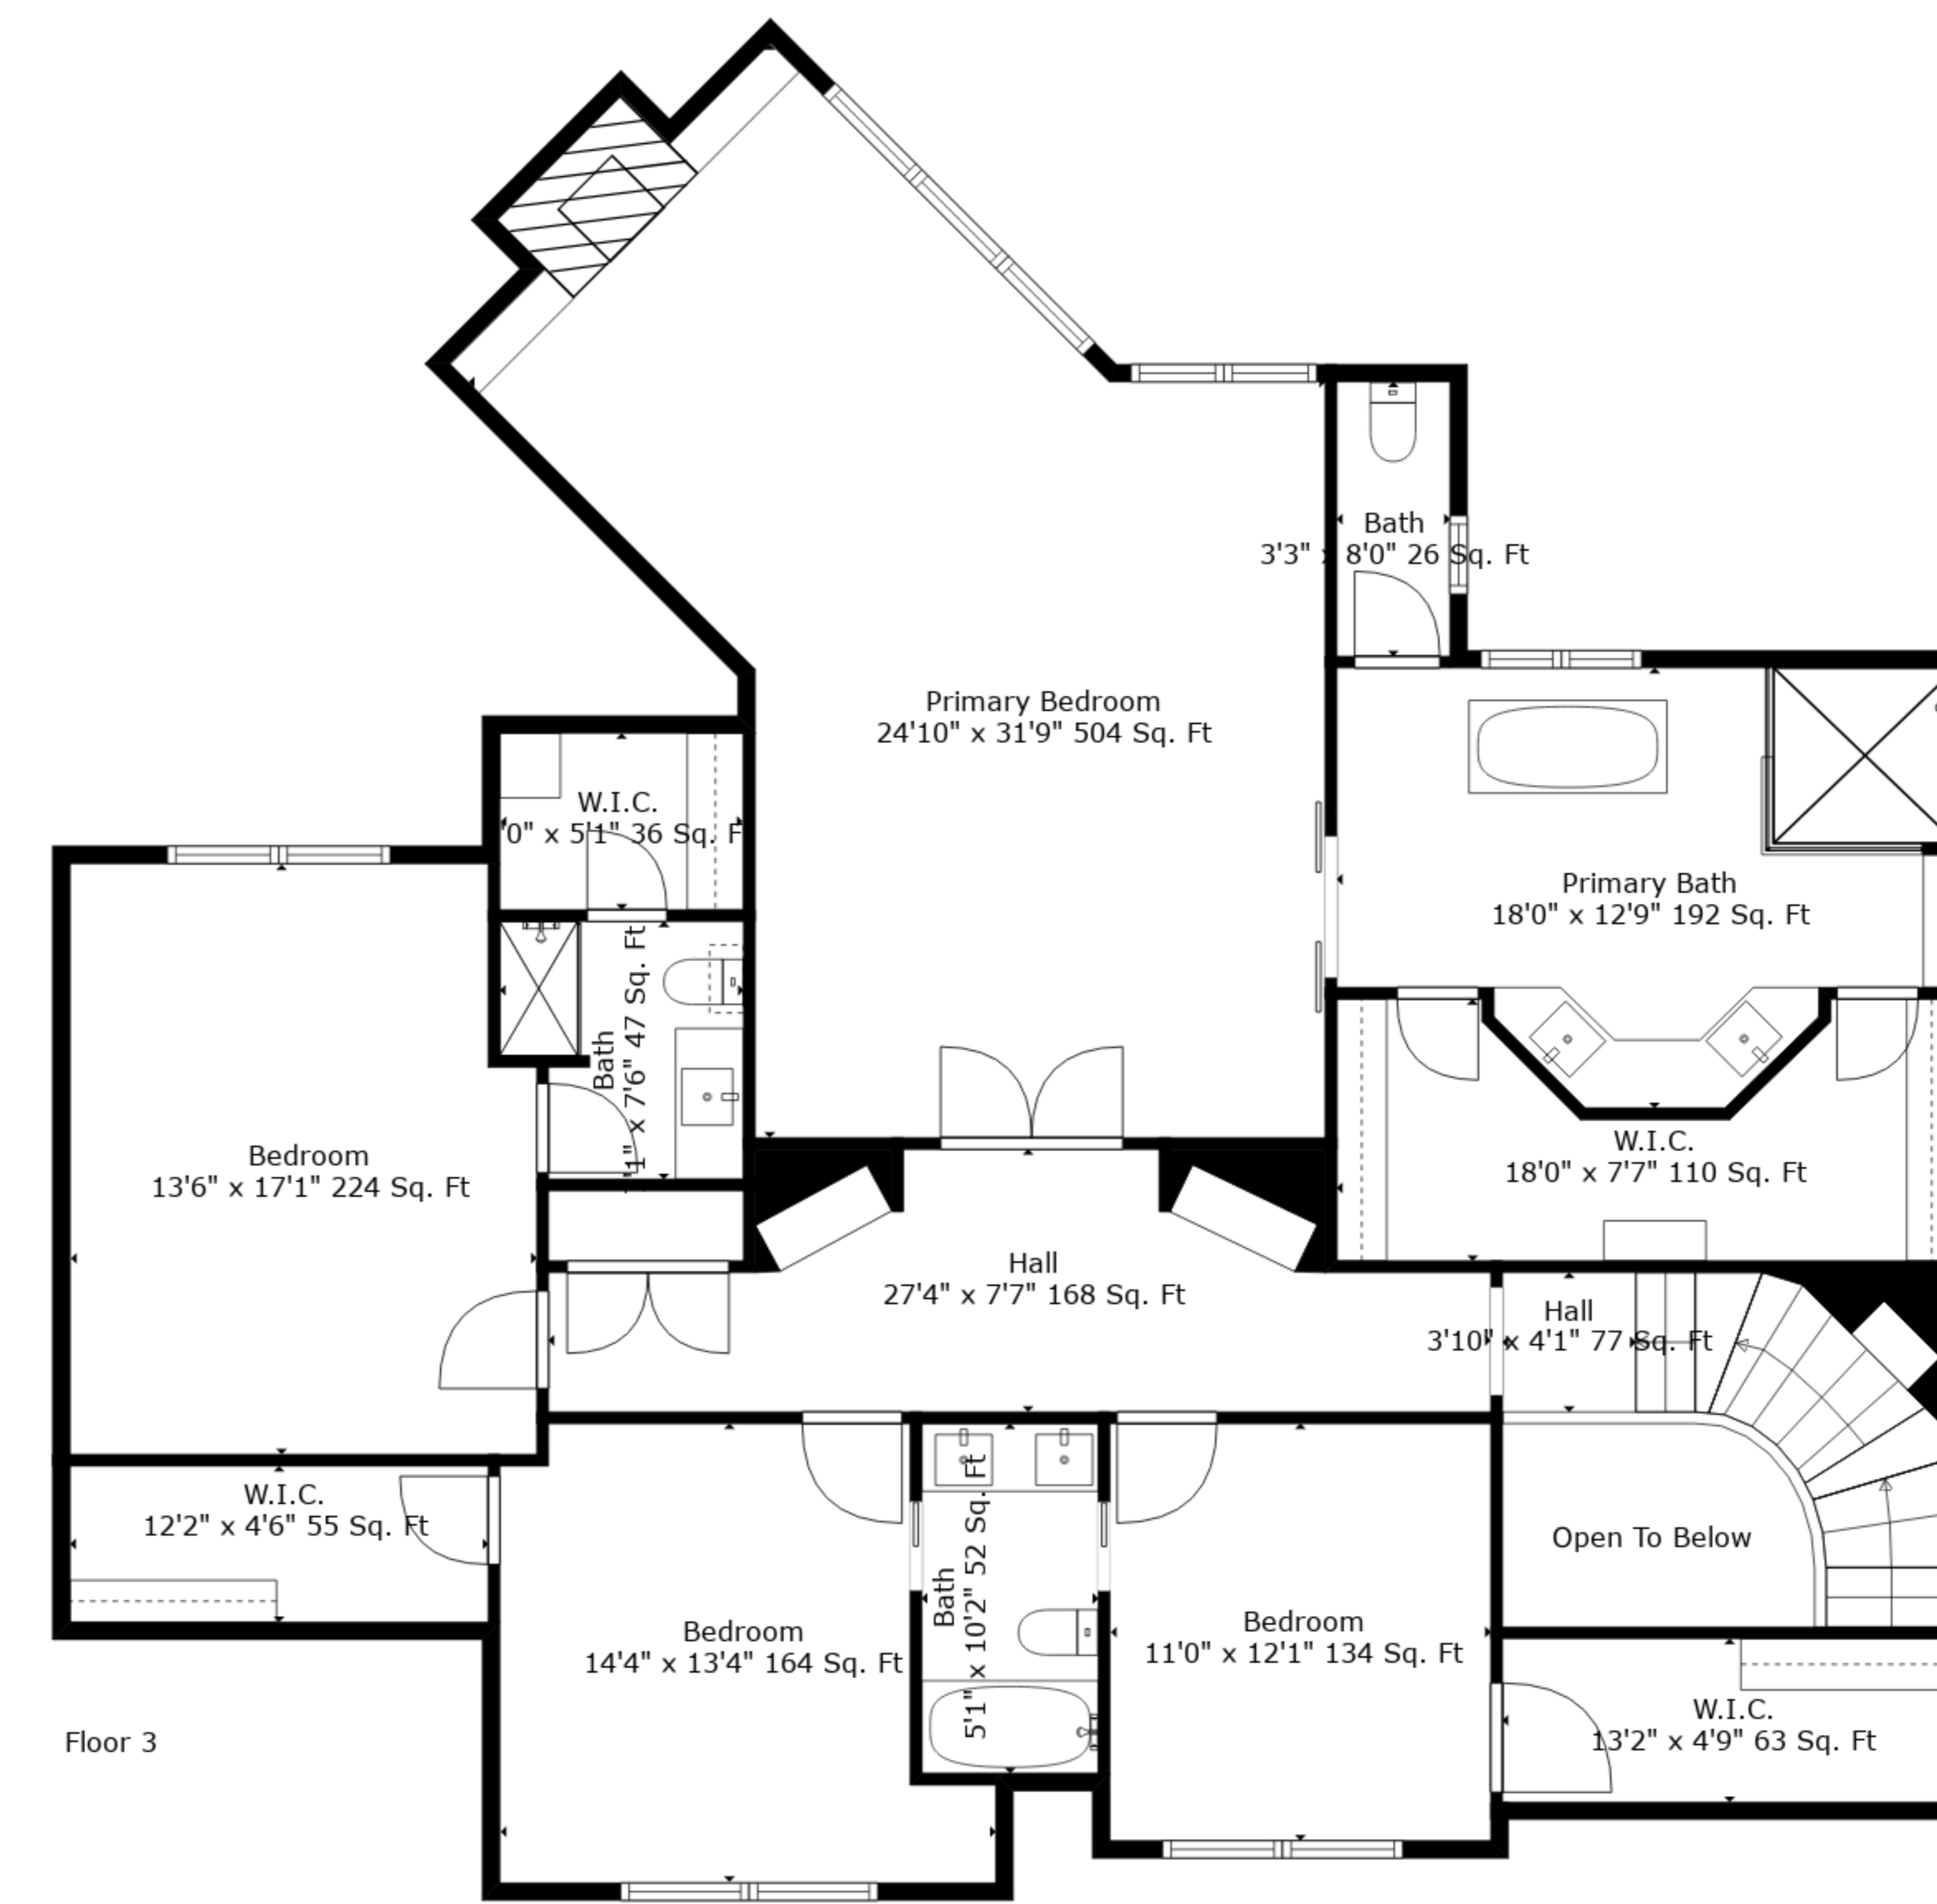 Bath
3'3" x 8'0" 26 Sq. Ft
Primary Bedroom
24'10" x 31'9" 504 Sq. Ft
W.I.C.
'0" x 5'1" 36 Sq. F
Primary Bath
18'0" x 12'9" 192 Sq. Ft
Bath
'1" x 7'6" 47 Sq. Ft
Bedroom
13'6" x 17'1" 224 Sq. Ft
W.I.C.
18'0" x 7'7" 110 Sq. Ft
Hall
27'4" x 7'7" 168 Sq. Ft
Hall
3'10" x 4'1" 77 Sq. Ft
W.I.C.
12'2" x 4'6" 55 Sq. Ft
Open To Below
Bath
5'1" x 10'2" 52 Sq. Ft
Bedroom
14'4" x 13'4" 164 Sq. Ft
Bedroom
11'0" x 12'1" 134 Sq. Ft
W.I.C.
13'2" x 4'9" 63 Sq. Ft
Floor 3